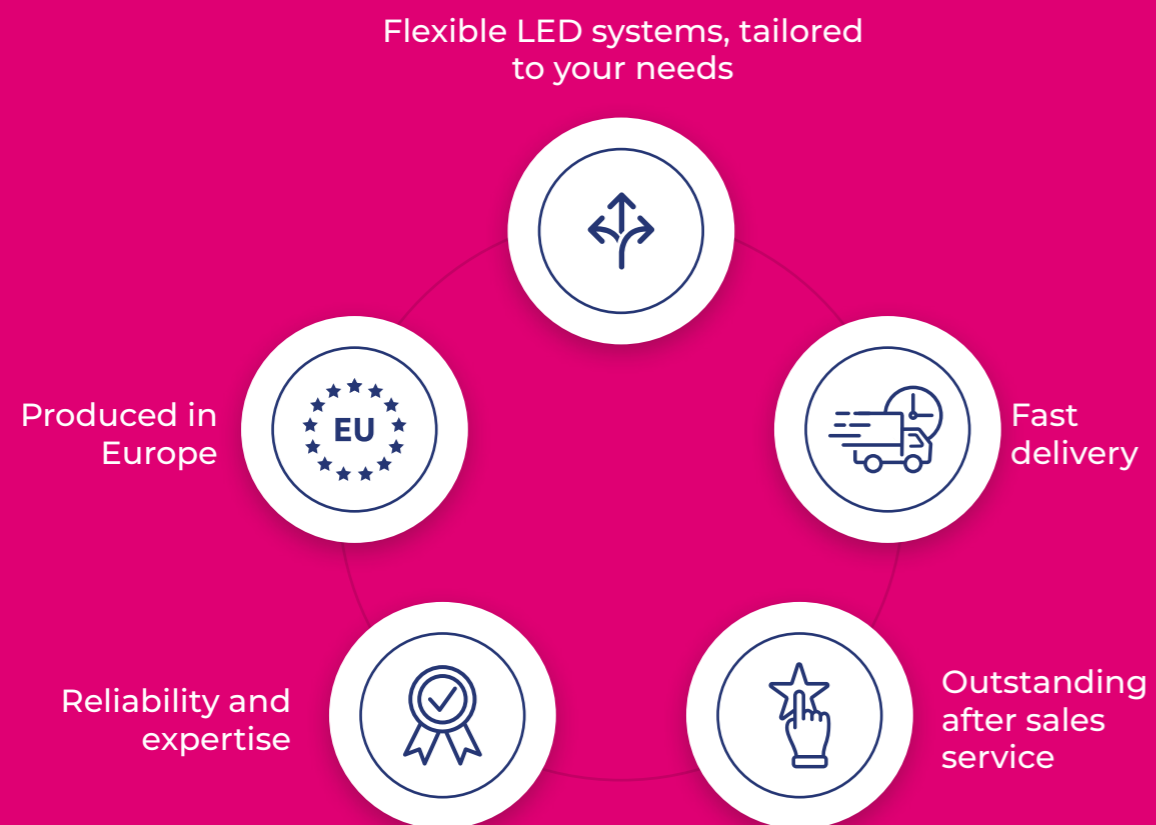 Flexible LED systems, tailored
to your needs
Produced in
Europe
EU
Fast
delivery
Reliability and
expertise
Outstanding
after sales
service